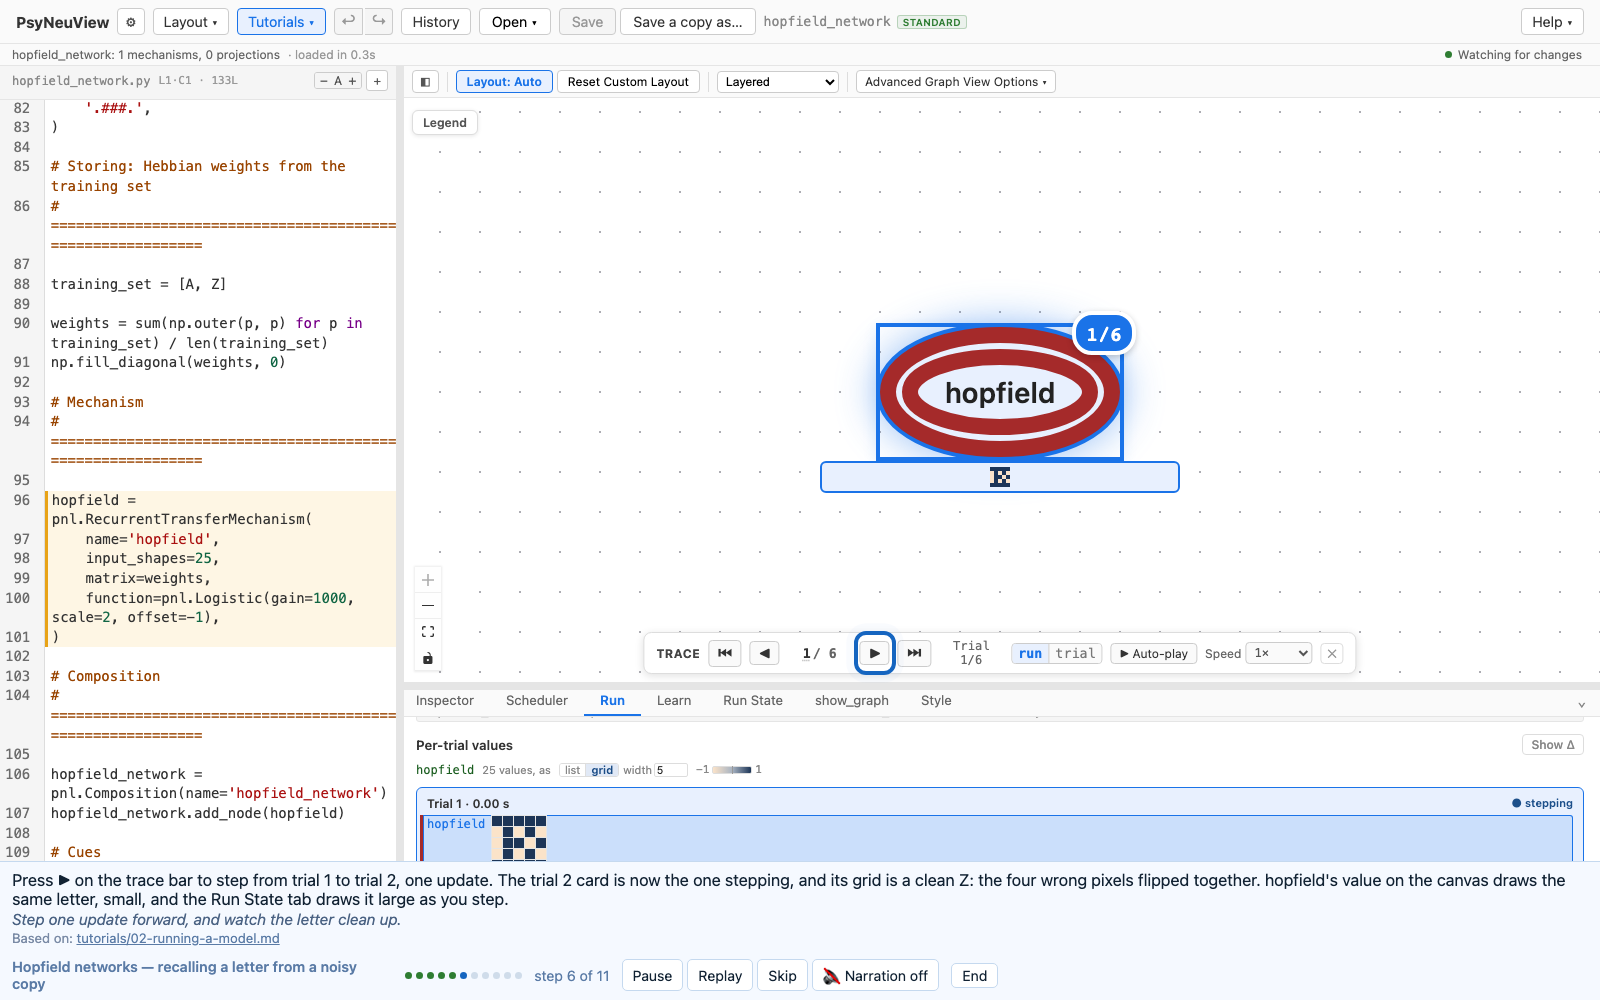 PsyNeuView ⚙ Layout ▾ Tutorials ▾ ↩ ↪ History Open ▾ Save Save a copy as... hopfield_network STANDARD Help ▾
hopfield_network: 1 mechanisms, 0 projections · loaded in 0.3s Watching for changes
hopfield_network.py L1:C1 · 133L − A + +
Layout: Auto Reset Custom Layout Layered Advanced Graph View Options ▾
Legend
82 '.###.',
83 )
84
85 # Storing: Hebbian weights from the
training set
86 #
=========================================
==================
87
88 training_set = [A, Z]
89
90 weights = sum(np.outer(p, p) for p in
training_set) / len(training_set)
91 np.fill_diagonal(weights, 0)
92
93 # Mechanism
94 #
=========================================
==================
95
96 hopfield =
pnl.RecurrentTransferMechanism(
97 name='hopfield',
98 input_shapes=25,
99 matrix=weights,
100 function=pnl.Logistic(gain=1000,
scale=2, offset=−1),
101 )
102
103 # Composition
104 #
=========================================
==================
105
106 hopfield_network =
pnl.Composition(name='hopfield_network')
107 hopfield_network.add_node(hopfield)
108
109 # Cues
1/6
hopfield
TRACE ⏮ ◀ 1 / 6 ▶ ⏭ Trial 1/6 run trial ▶ Auto-play Speed 1× ✕
Inspector Scheduler Run Learn Run State show_graph Style
Per-trial values Show Δ
hopfield 25 values, as list grid width 5 −1 1
Trial 1 · 0.00 s stepping
hopfield
Press ▶ on the trace bar to step from trial 1 to trial 2, one update. The trial 2 card is now the one stepping, and its grid is a clean Z: the four wrong pixels flipped together. hopfield's value on the canvas draws the
same letter, small, and the Run State tab draws it large as you step.
Step one update forward, and watch the letter clean up.
Based on: tutorials/02-running-a-model.md
Hopfield networks — recalling a letter from a noisy
copy
step 6 of 11 Pause Replay Skip Narration off End